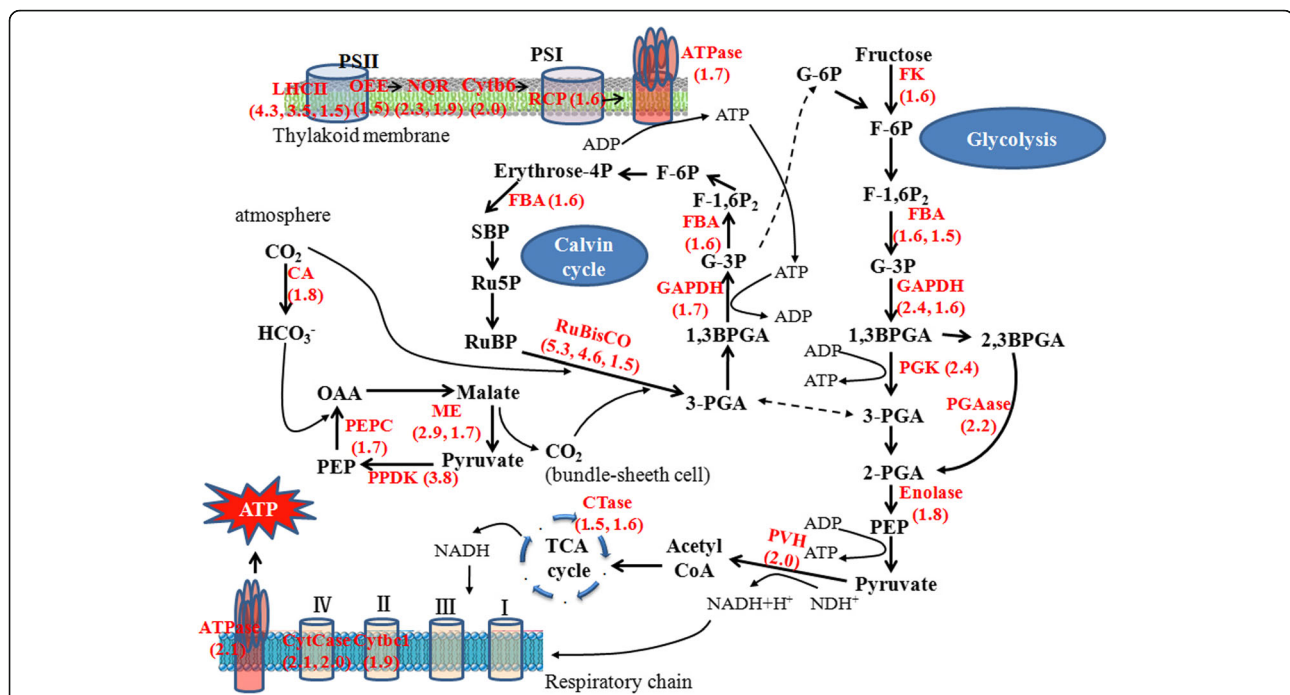 PSII
PSI
ATPase
(1.7)
LHCII
(4.3, 3.5, 1.5)
OEE
(1.5)
NQR
(2.3, 1.9)
Cytb6
(2.0)
RCP (1.6)
Thylakoid membrane
ADP
ATP
G-6P
Fructose
FK
(1.6)
F-6P
Glycolysis
F-1,6P₂
FBA
(1.6, 1.5)
G-3P
GAPDH
(2.4, 1.6)
1,3BPGA
2,3BPGA
ADP
ATP
PGK (2.4)
PGAase
(2.2)
3-PGA
2-PGA
Enolase
(1.8)
PEP
ADP
ATP
Pyruvate
Erythrose-4P
F-6P
F-1,6P₂
FBA (1.6)
FBA
(1.6)
SBP
Calvin
cycle
G-3P
Ru5P
GAPDH
(1.7)
ATP
ADP
RuBP
RuBisCO
(5.3, 4.6, 1.5)
1,3BPGA
3-PGA
atmosphere
CO₂
CA
(1.8)
HCO₃⁻
OAA
Malate
ME
(2.9, 1.7)
PEPC
(1.7)
PEP
PPDK (3.8)
Pyruvate
CO₂
(bundle-sheeth cell)
ATP
CTase
(1.5, 1.6)
NADH
TCA
cycle
Acetyl
CoA
PVH
(2.0)
NADH+H⁺
NDH⁺
IV
II
III
I
ATPase
(2.1)
CytCase
(2.1, 2.0)
Cytbc1
(1.9)
Respiratory chain